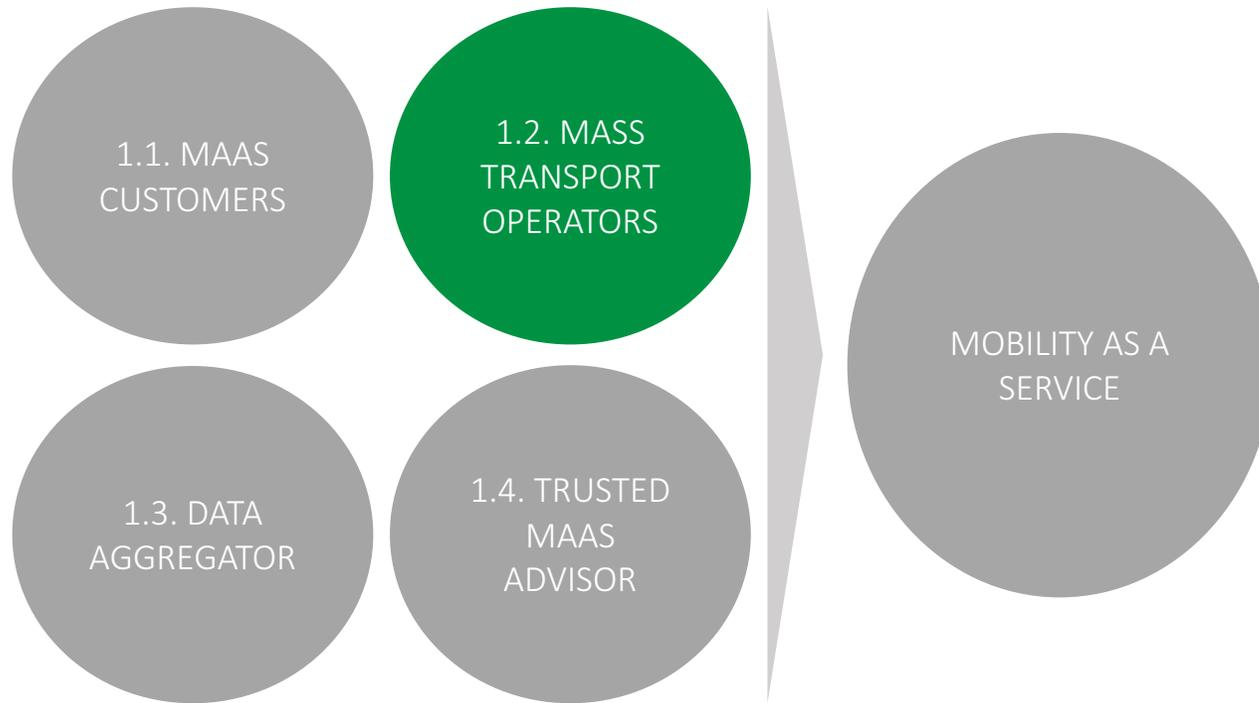 1.1. MAAS
CUSTOMERS
1.2. MASS
TRANSPORT
OPERATORS
1.3. DATA
AGGREGATOR
1.4. TRUSTED
MAAS
ADVISOR
MOBILITY AS A
SERVICE